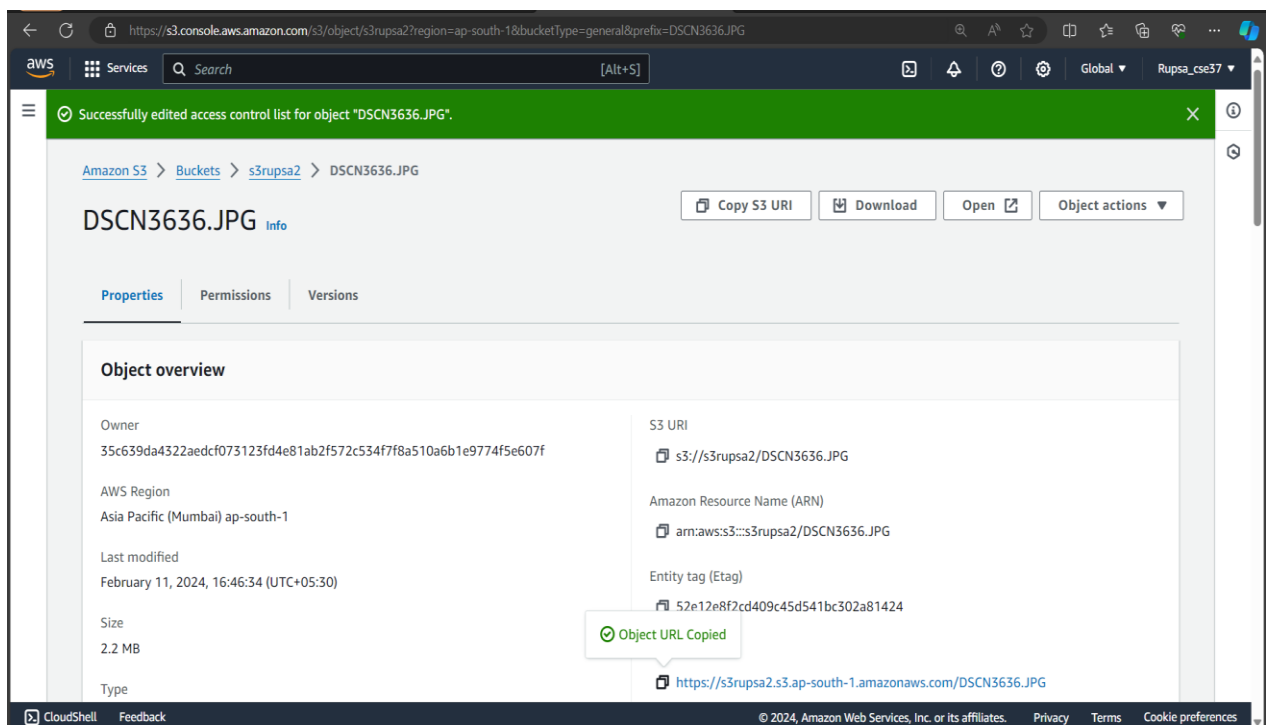 https://s3.console.aws.amazon.com/s3/object/s3rupsa2?region=ap-south-1&bucketType=general&prefix=DSCN3636.JPG
aws
Services
Search
[Alt+S]
Global
Rupsa_cse37
Successfully edited access control list for object "DSCN3636.JPG".
Amazon S3 > Buckets > s3rupsa2 > DSCN3636.JPG
DSCN3636.JPG Info
Copy S3 URI
Download
Open
Object actions
Properties
Permissions
Versions
Object overview
Owner
35c639da4322aedcf073123fd4e81ab2f572c534f7f8a510a6b1e9774f5e607f
AWS Region
Asia Pacific (Mumbai) ap-south-1
Last modified
February 11, 2024, 16:46:34 (UTC+05:30)
Size
2.2 MB
Type
S3 URI
s3://s3rupsa2/DSCN3636.JPG
Amazon Resource Name (ARN)
arn:aws:s3:::s3rupsa2/DSCN3636.JPG
Entity tag (Etag)
52e12e8f2cd409c45d541bc302a81424
Object URL Copied
https://s3rupsa2.s3.ap-south-1.amazonaws.com/DSCN3636.JPG
CloudShell
Feedback
© 2024, Amazon Web Services, Inc. or its affiliates.
Privacy
Terms
Cookie preferences